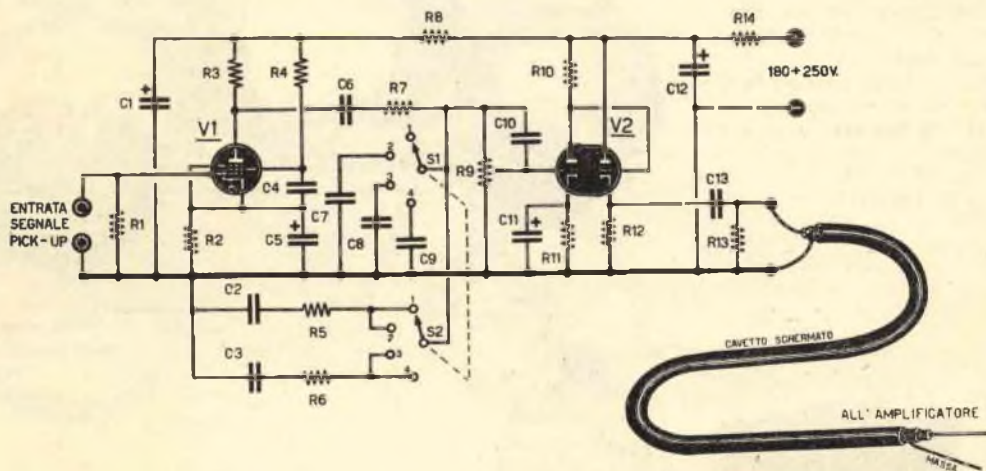 R8
R14
R3
R4
R10
180÷250V.
C1
C6
R7
C12
V1
C10
V2
1
2
S1
R9
3
C4
4
C13
ENTRATA
SEGNALE
PICK-UP
R1
R2
C5
C7
C8
C9
C11
R11
R12
R13
C2
1
S2
R5
2
C3
3
4
R6
CAVETTO SCHERMATO
ALL'AMPLIFICATORE
MASSA